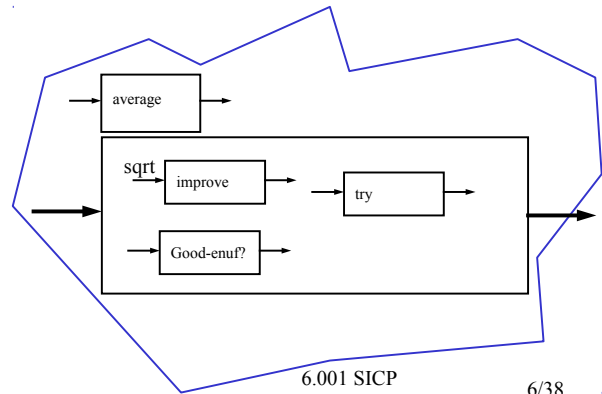 average
sqrt
improve
try
Good-enuf?
6.001 SICP
6/38